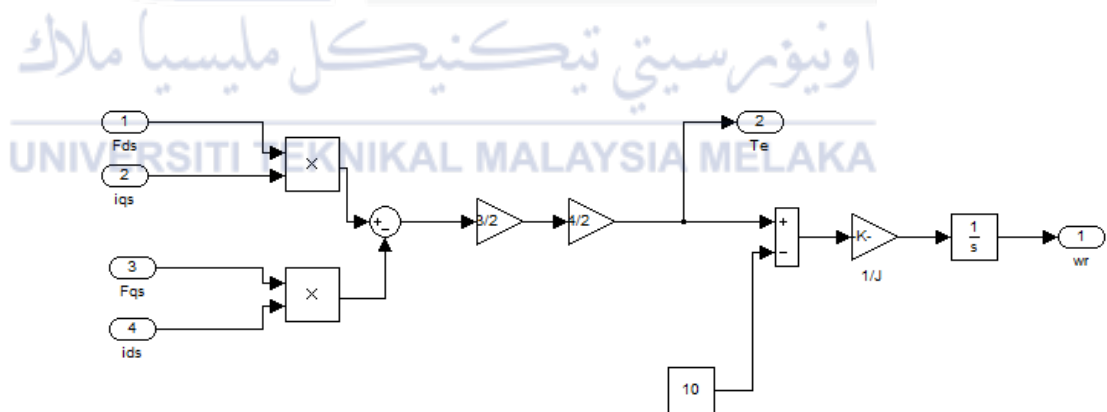 اونيۏرسيتي تيكنيكل مليسيا ملاك
UNIVERSITI TEKNIKAL MALAYSIA MELAKA
1
Fds
2
iqs
3
Fqs
4
ids
×
×
+
−
3/2
4/2
2
Te
+
−
10
-K-
1/J
1
s
1
wr